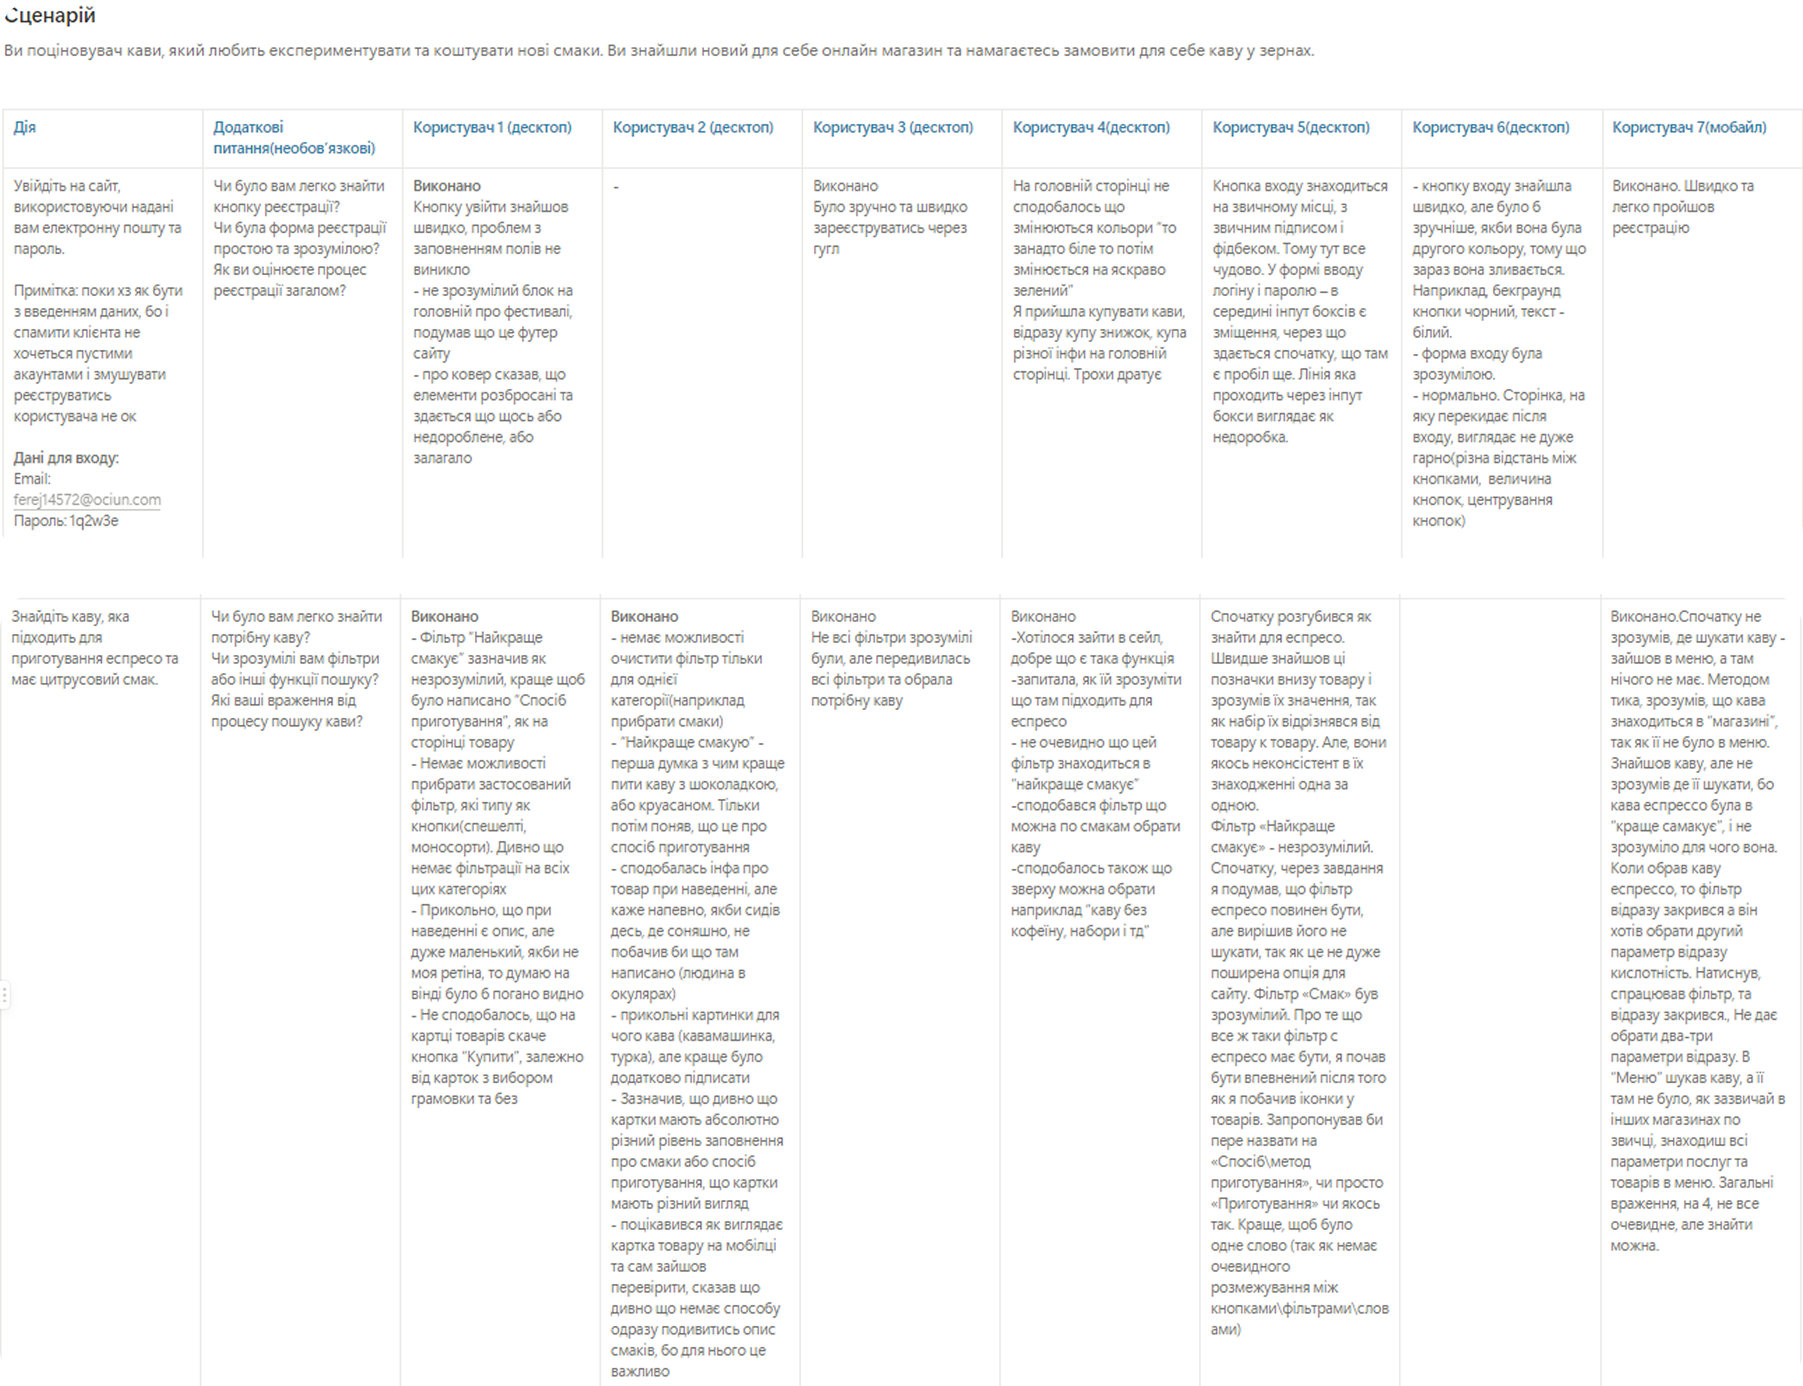 Сценарій
Ви поціновувач кави, який любить експериментувати та коштувати нові смаки. Ви знайшли новий для себе онлайн магазин та намагаєтесь замовити для себе каву у зернах.
Дія
Додаткові
питання(необов'язкові)
Користувач 1 (десктоп)
Користувач 2 (десктоп)
Користувач 3 (десктоп)
Користувач 4(десктоп)
Користувач 5(десктоп)
Користувач 6(десктоп)
Користувач 7(мобайл)
Увійдіть на сайт,
використовуючи надані
вам електронну пошту та
пароль.
Примітка: поки хз як бути
з введенням даних, бо і
спамити клієнта не
хочеться пустими
акаунтами і змушувати
реєструватись
користувача не ок
Дані для входу:
Email:
ferej14572@ociun.com
Пароль: 1q2w3e
Чи було вам легко знайти
кнопку реєстрації?
Чи була форма реєстрації
простою та зрозумілою?
Як ви оцінюєте процес
реєстрації загалом?
Виконано
Кнопку увійти знайшов
швидко, проблем з
заповненням полів не
виникло
- не зрозумілий блок на
головній про фестивалі,
подумав що це футер
сайту
- про ковер сказав, що
елементи розбросані та
здається що щось або
недороблене, або
залагало
-
Виконано
Було зручно та швидко
зареєструватись через
гугл
На головній сторінці не
сподобалось що
змінюються кольори "то
занадто біле то потім
змінюється на яскраво
зелений"
Я прийшла купувати кави,
відразу купу знижок, купа
різної інфи на головній
сторінці. Трохи дратує
Кнопка входу знаходиться
на звичному місці, з
звичним підписом і
фідбеком. Тому тут все
чудово. У формі вводу
логіну і паролю – в
середині інпут боксів є
зміщення, через що
здається спочатку, що там
є пробіл ще. Лінія яка
проходить через інпут
бокси виглядає як
недоробка.
- кнопку входу знайшла
швидко, але було б
зручніше, якби вона була
другого кольору, тому що
зараз вона зливається.
Наприклад, бекграунд
кнопки чорний, текст -
білий.
- форма входу була
зрозумілою.
- нормально. Сторінка, на
яку перекидає після
входу, виглядає не дуже
гарно(різна відстань між
кнопками, величина
кнопок, центрування
кнопок)
Виконано. Швидко та
легко пройшов
реєстрацію
Знайдіть каву, яка
підходить для
приготування еспресо та
має цитрусовий смак.
Чи було вам легко знайти
потрібну каву?
Чи зрозумілі вам фільтри
або інші функції пошуку?
Які ваші враження від
процесу пошуку кави?
Виконано
- Фільтр "Найкраще
смакує" зазначив як
незрозумілий, краще щоб
було написано "Спосіб
приготування", як на
сторінці товару
- Немає можливості
прибрати застосований
фільтр, які типу як
кнопки(спешелті,
моносорти). Дивно що
немає фільтрації на всіх
цих категоріях
- Прикольно, що при
наведенні є опис, але
дуже маленький, якби не
моя ретіна, то думаю на
вінді було б погано видно
- Не сподобалось, що на
картці товарів скаче
кнопка "Купити", залежно
від карток з вибором
грамовки та без
Виконано
- немає можливості
очистити фільтр тільки
для однієї
категорії(наприклад
прибрати смаки)
- "Найкраще смакую" -
перша думка з чим краще
пити каву з шоколадкою,
або круасаном. Тільки
потім поняв, що це про
спосіб приготування
- сподобалась інфа про
товар при наведенні, але
каже напевно, якби сидів
десь, де соняшно, не
побачив би що там
написано (людина в
окулярах)
- прикольні картинки для
чого кава (кавамашинка,
турка), але краще було
додатково підписати
- Зазначив, що дивно що
картки мають абсолютно
різний рівень заповнення
про смаки або спосіб
приготування, що картки
мають різний вигляд
- поцікавився як виглядає
картка товару на мобілці
та сам зайшов
перевірити, сказав що
дивно що немає способу
одразу подивитись опис
смаків, бо для нього це
важливо
Виконано
Не всі фільтри зрозумілі
були, але передивилась
всі фільтри та обрала
потрібну каву
Виконано
-Хотілося зайти в сейл,
добре що є така функція
-запитала, як їй зрозуміти
що там підходить для
еспресо
- не очевидно що цей
фільтр знаходиться в
"найкраще смакує"
-сподобався фільтр що
можна по смакам обрати
каву
-сподобалось також що
зверху можна обрати
наприклад "каву без
кофеїну, набори і тд"
Спочатку розгубився як
знайти для еспресо.
Швидше знайшов ці
позначки внизу товару і
зрозумів їх значення, так
як набір їх відрізнявся від
товару к товару. Але, вони
якось неконсістент в їх
знаходженні одна за
одною.
Фільтр «Найкраще
смакує» - незрозумілий.
Спочатку, через завдання
я подумав, що фільтр
еспресо повинен бути,
але вирішив його не
шукати, так як це не дуже
поширена опція для
сайту. Фільтр «Смак» був
зрозумілий. Про те що
все ж таки фільтр с
еспресо має бути, я почав
бути впевнений після того
як я побачив іконки у
товарів. Запропонував би
пере назвати на
«Спосіб\метод
приготування», чи просто
«Приготування» чи якось
так. Краще, щоб було
одне слово (так як немає
очевидного
розмежування між
кнопками\фільтрами\слов
ами)
Виконано.Спочатку не
зрозумів, де шукати каву -
зайшов в меню, а там
нічого не має. Методом
тика, зрозумів, що кава
знаходиться в "магазині",
так як її не було в меню.
Знайшов каву, але не
зрозумів де її шукати, бо
кава еспрессо була в
"краще самакує", і не
зрозуміло для чого вона.
Коли обрав каву
еспрессо, то фільтр
відразу закрився а він
хотів обрати другий
параметр відразу
кислотність. Натиснув,
спрацював фільтр, та
відразу закрився., Не дає
обрати два-три
параметри відразу. В
"Меню" шукав каву, а її
там не було, як зазвичай в
інших магазинах по
звичці, знаходиш всі
параметри послуг та
товарів в меню. Загальні
враження, на 4, не все
очевидне, але знайти
можна.